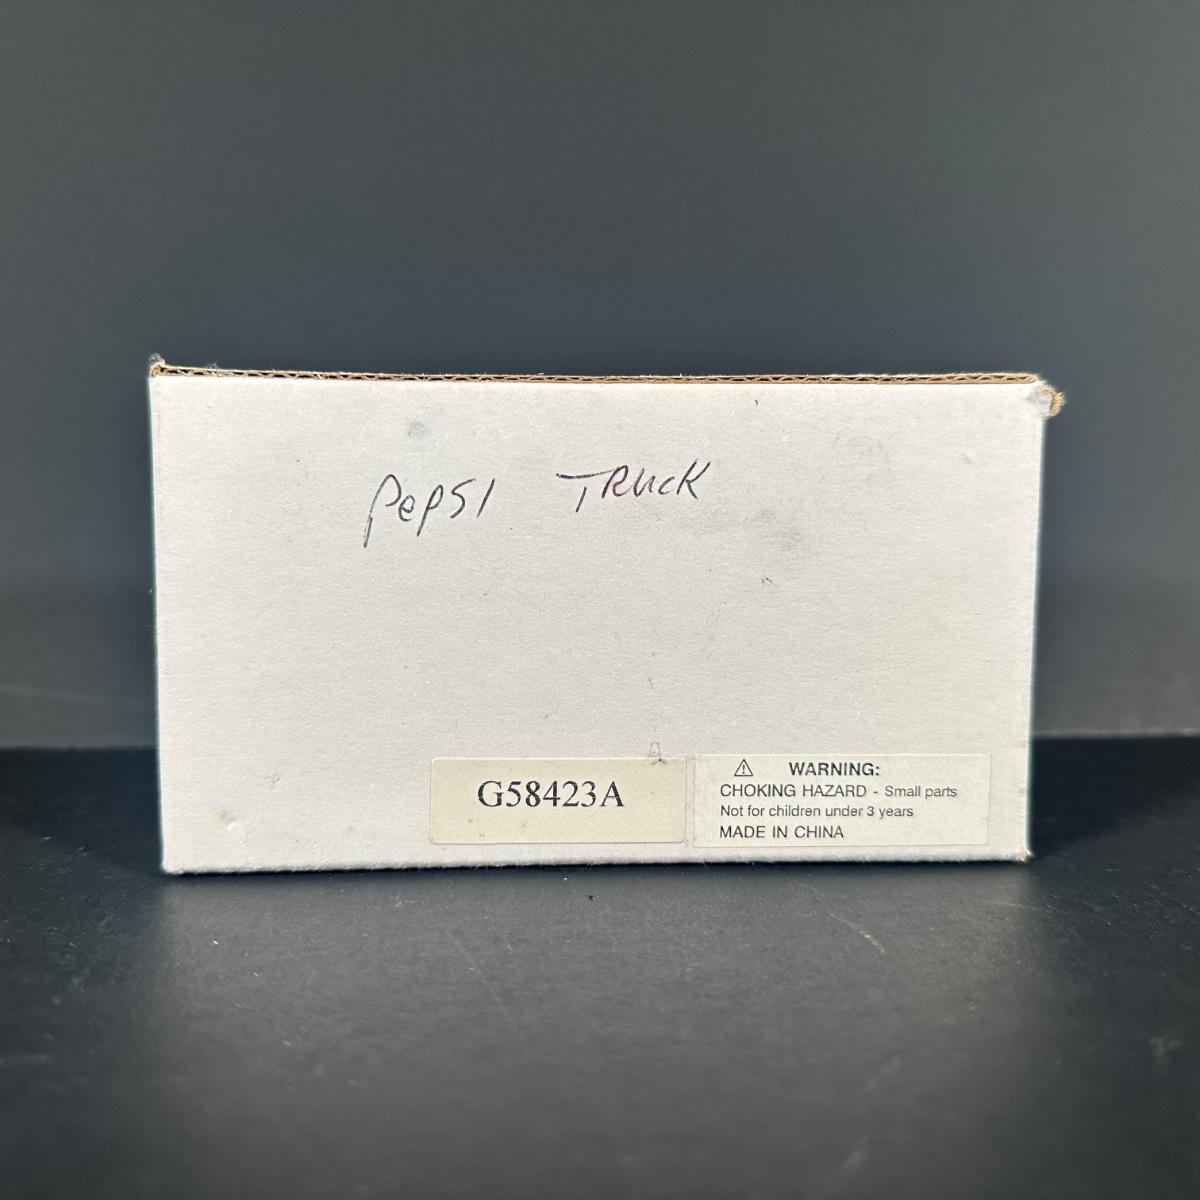 Pepsi TRucK
G58423A
⚠ WARNING:
CHOKING HAZARD - Small parts
Not for children under 3 years
MADE IN CHINA